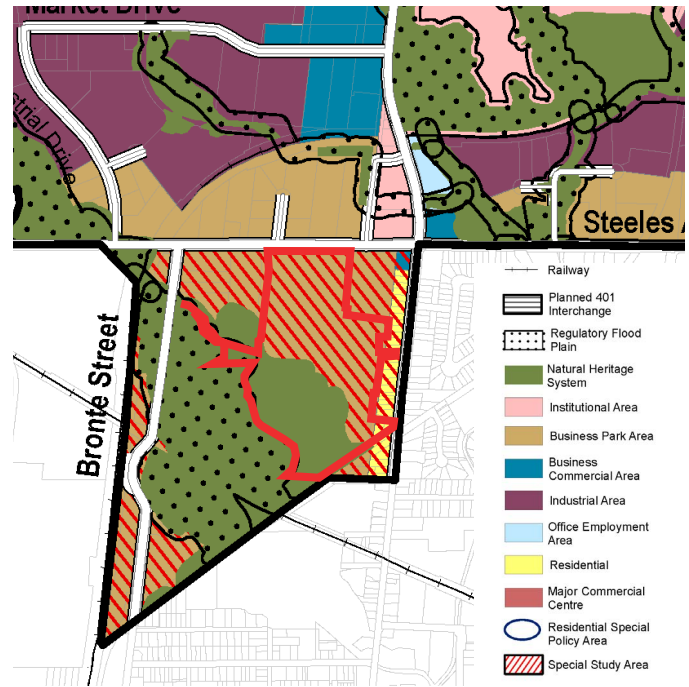 Market Drive
strial Drive
Steeles A
Bronte Street
Railway
Planned 401
Interchange
Regulatory Flood
Plain
Natural Heritage
System
Institutional Area
Business Park Area
Business
Commercial Area
Industrial Area
Office Employment
Area
Residential
Major Commercial
Centre
Residential Special
Policy Area
Special Study Area